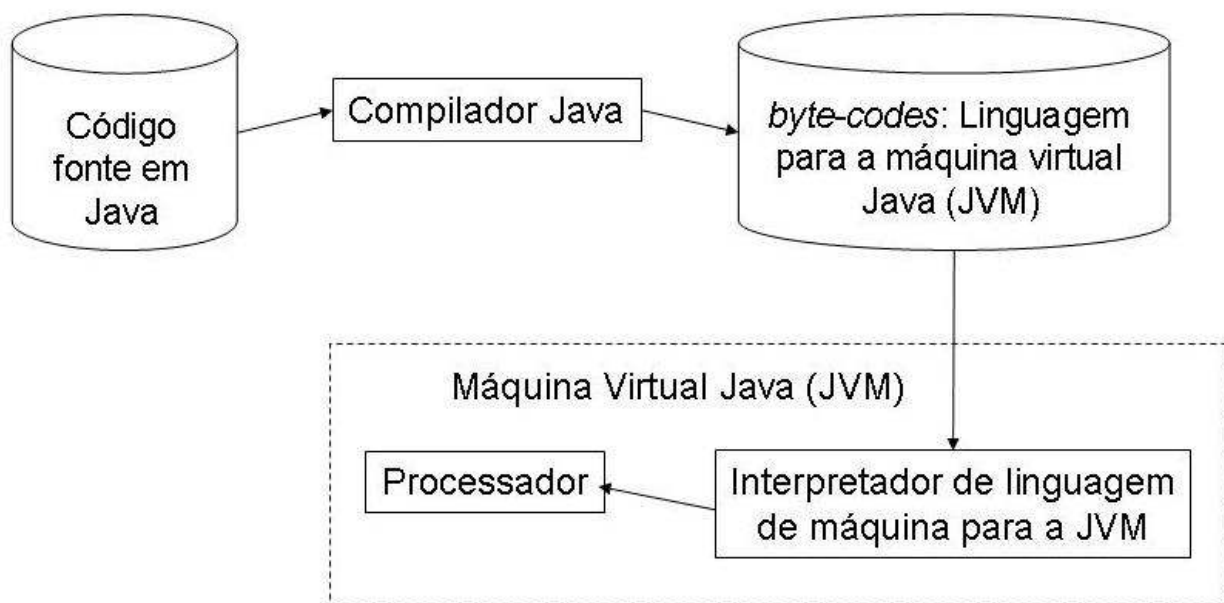 Código
fonte em
Java
Compilador Java
byte-codes: Linguagem
para a máquina virtual
Java (JVM)
Máquina Virtual Java (JVM)
Processador
Interpretador de linguagem
de máquina para a JVM